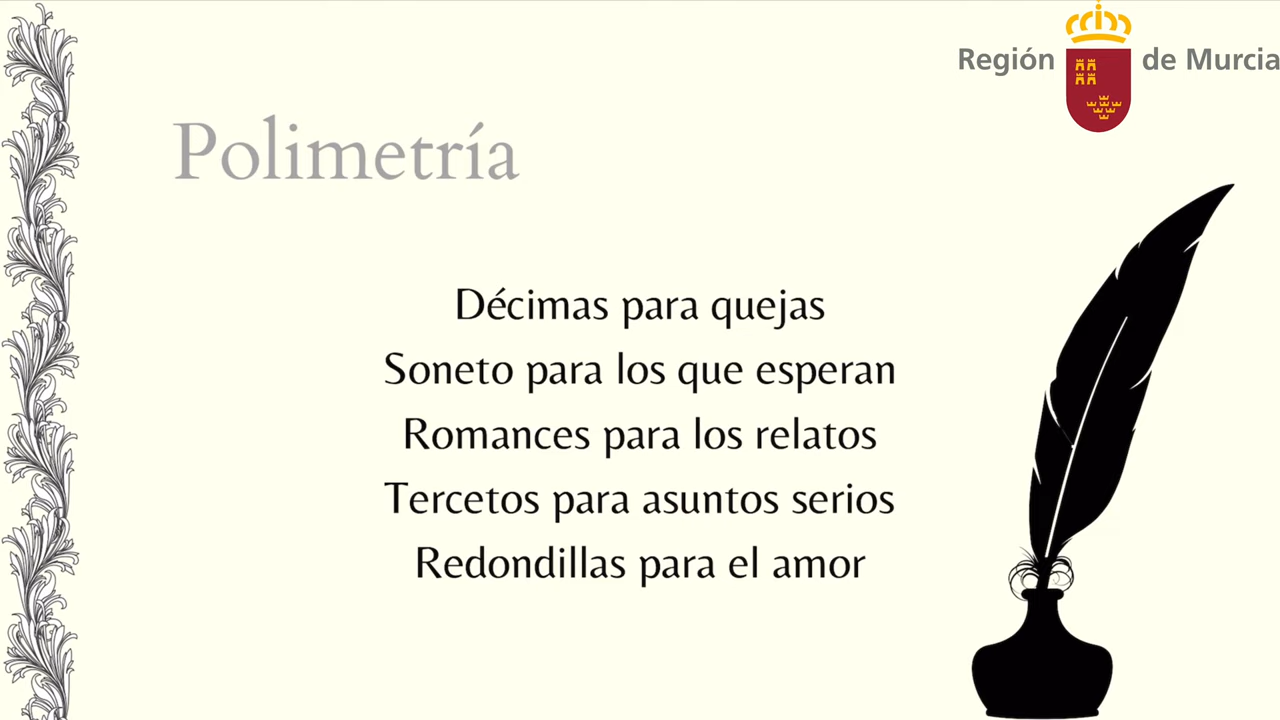 Región de Murcia
Polimetría
Décimas para quejas
Soneto para los que esperan
Romances para los relatos
Tercetos para asuntos serios
Redondillas para el amor